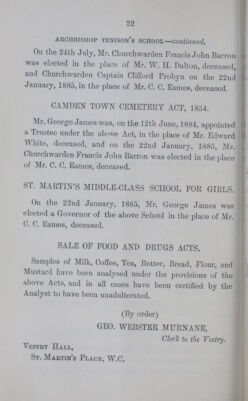 22
ARCHBISHOP TENISON'S SCHOOL—continued.
On the 24th July, Mr. Churchwarden Francis John Barron
was elected in the place of Mr. W. H. Dalton, deceased,
and Churchwarden Captain Clifford Probyn on the 22nd
January, 1885, in the place of Mr. C. C. Eames, deceased.
CAMDEN TOWN CEMETERY ACT, 1854.
Mr. George James was, on the 12th June, 1884, appointed
a Trustee under the above Act, in the place of Mr. Edward
White, deceased, and on the 22nd January, 1885, Mr.
Churchwarden Francis John Barron was elected in the place
of Mr. C. C. Eames, deceased.
ST. MARTIN'S MIDDLE-CLASS SCHOOL FOR GIRLS.
On the 22nd January, 1885, Mr. George James was
elected a Governor of the above School in the place of Mr.
C. C. Eames, deceased.
SALE OF FOOD AND DRUGS ACTS.
Samples of Milk, Coffee, Tea, Butter, Bread, Flour, and
Mustard have been analysed under the provisions of the
above Acts, and in all cases have been certified by the
Analyst to have been unadulterated.
(By order)
GEO. WEBSTER MURNANE,
Clerk to the Vestry.
VESTRY HALL,
ST. MARTIN'S PLACE, W.C.